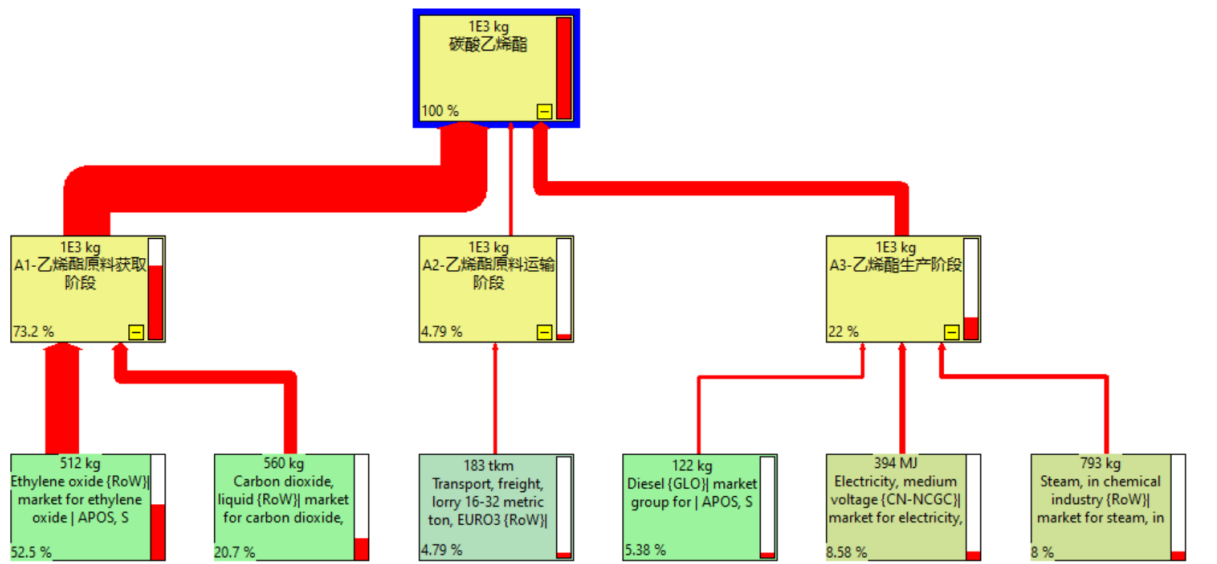 1E3 kg
碳酸乙烯酯
100 %
1E3 kg
A1-乙烯酯原料获取
阶段
73.2 %
1E3 kg
A2-乙烯酯原料运输
阶段
4.79 %
1E3 kg
A3-乙烯酯生产阶段
22 %
512 kg
Ethylene oxide {RoW}|
market for ethylene
oxide | APOS, S
52.5 %
560 kg
Carbon dioxide,
liquid {RoW}| market
for carbon dioxide,
20.7 %
183 tkm
Transport, freight,
lorry 16-32 metric
ton, EURO3 {RoW}|
4.79 %
122 kg
Diesel {GLO}| market
group for | APOS, S
5.38 %
394 MJ
Electricity, medium
voltage {CN-NCGC}|
market for electricity,
8.58 %
793 kg
Steam, in chemical
industry {RoW}|
market for steam, in
8 %